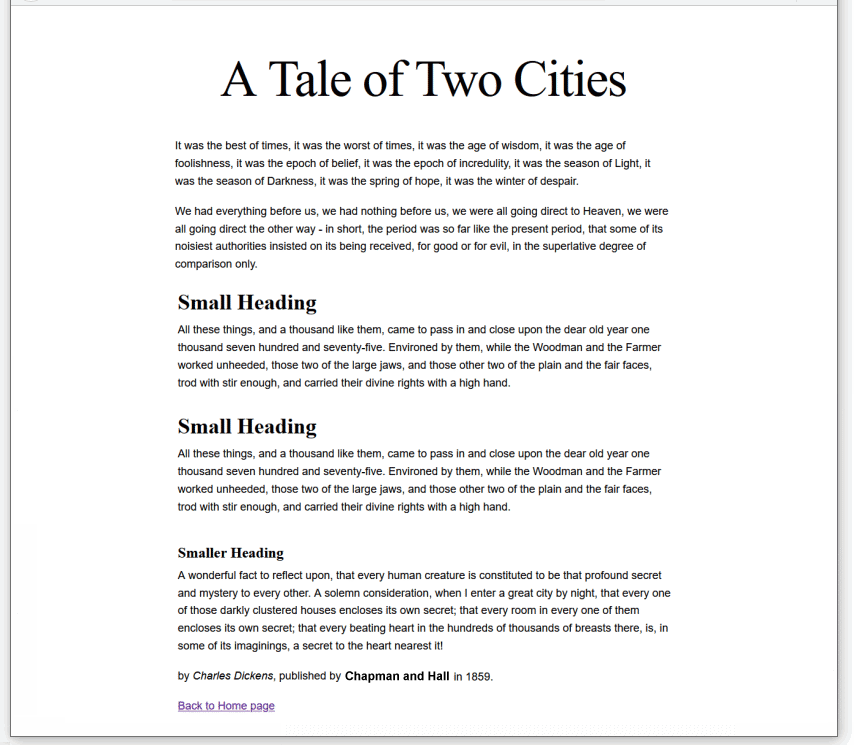 A Tale of Two Cities
It was the best of times, it was the worst of times, it was the age of wisdom, it was the age of
foolishness, it was the epoch of belief, it was the epoch of incredulity, it was the season of Light, it
was the season of Darkness, it was the spring of hope, it was the winter of despair.
We had everything before us, we had nothing before us, we were all going direct to Heaven, we were
all going direct the other way - in short, the period was so far like the present period, that some of its
noisiest authorities insisted on its being received, for good or for evil, in the superlative degree of
comparison only.
Small Heading
All these things, and a thousand like them, came to pass in and close upon the dear old year one
thousand seven hundred and seventy-five. Environed by them, while the Woodman and the Farmer
worked unheeded, those two of the large jaws, and those other two of the plain and the fair faces,
trod with stir enough, and carried their divine rights with a high hand.
Small Heading
All these things, and a thousand like them, came to pass in and close upon the dear old year one
thousand seven hundred and seventy-five. Environed by them, while the Woodman and the Farmer
worked unheeded, those two of the large jaws, and those other two of the plain and the fair faces,
trod with stir enough, and carried their divine rights with a high hand.
Smaller Heading
A wonderful fact to reflect upon, that every human creature is constituted to be that profound secret
and mystery to every other. A solemn consideration, when I enter a great city by night, that every one
of those darkly clustered houses encloses its own secret; that every room in every one of them
encloses its own secret; that every beating heart in the hundreds of thousands of breasts there, is, in
some of its imaginings, a secret to the heart nearest it!
by Charles Dickens, published by Chapman and Hall in 1859.
Back to Home page